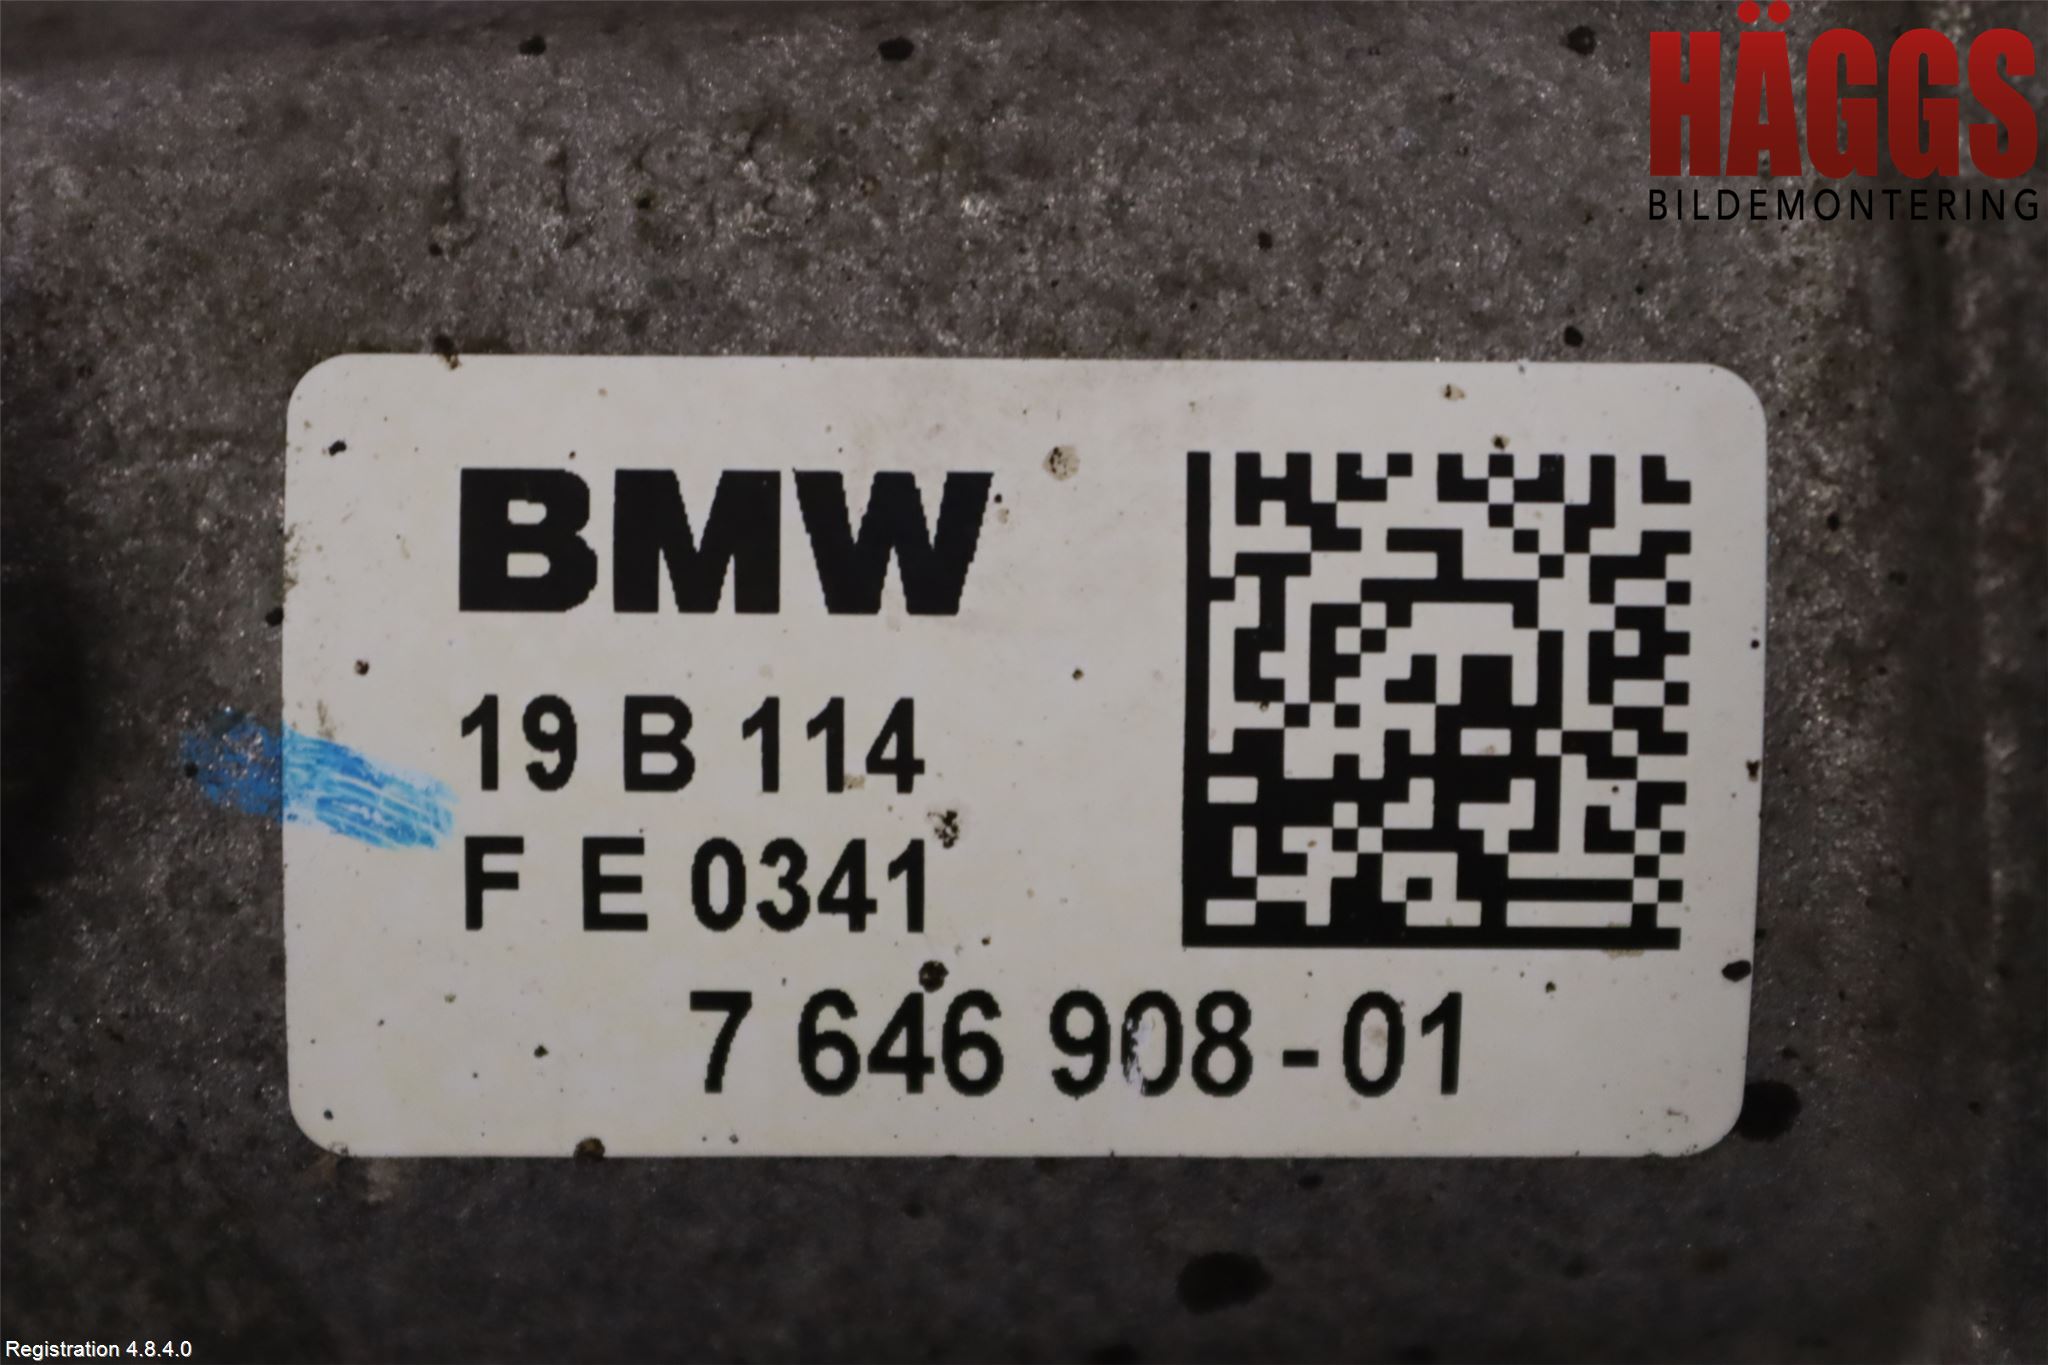 HÄGGS
BILDEMONTERING
BMW
19 B 114
F E 0341
7 646 908-01
Registration 4.8.4.0